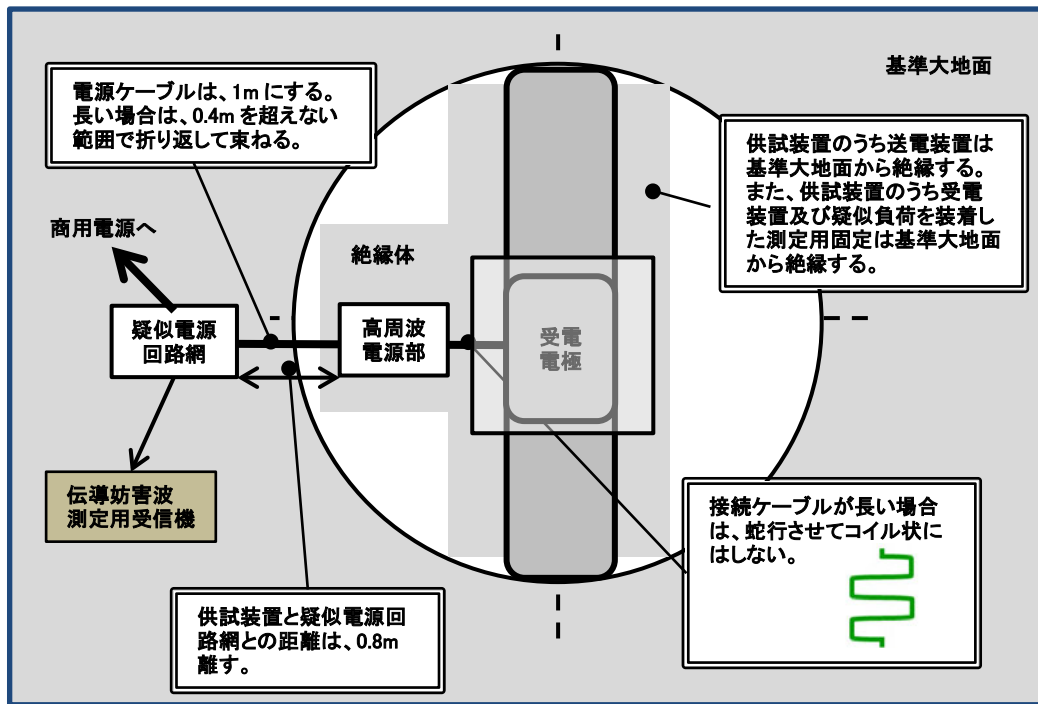 基準大地面
電源ケーブルは、1mにする。
長い場合は、0.4mを超えない
範囲で折り返して束ねる。
供試装置のうち送電装置は
基準大地面から絶縁する。
また、供試装置のうち受電
装置及び疑似負荷を装着し
た測定用固定は基準大地面
から絶縁する。
商用電源へ
絶縁体
疑似電源
回路網
高周波
電源部
受電
電極
伝導妨害波
測定用受信機
接続ケーブルが長い場合
は、蛇行させてコイル状に
はしない。
供試装置と疑似電源回
路網との距離は、0.8m
離す。